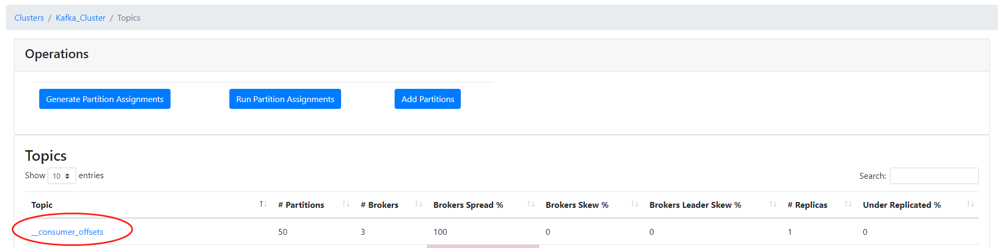 Clusters / Kafka_Cluster / Topics
Operations
Generate Partition Assignments Run Partition Assignments Add Partitions
Topics
Show 10 entries Search:
Topic # Partitions # Brokers Brokers Spread % Brokers Skew % Brokers Leader Skew % # Replicas Under Replicated %
__consumer_offsets 50 3 100 0 0 1 0